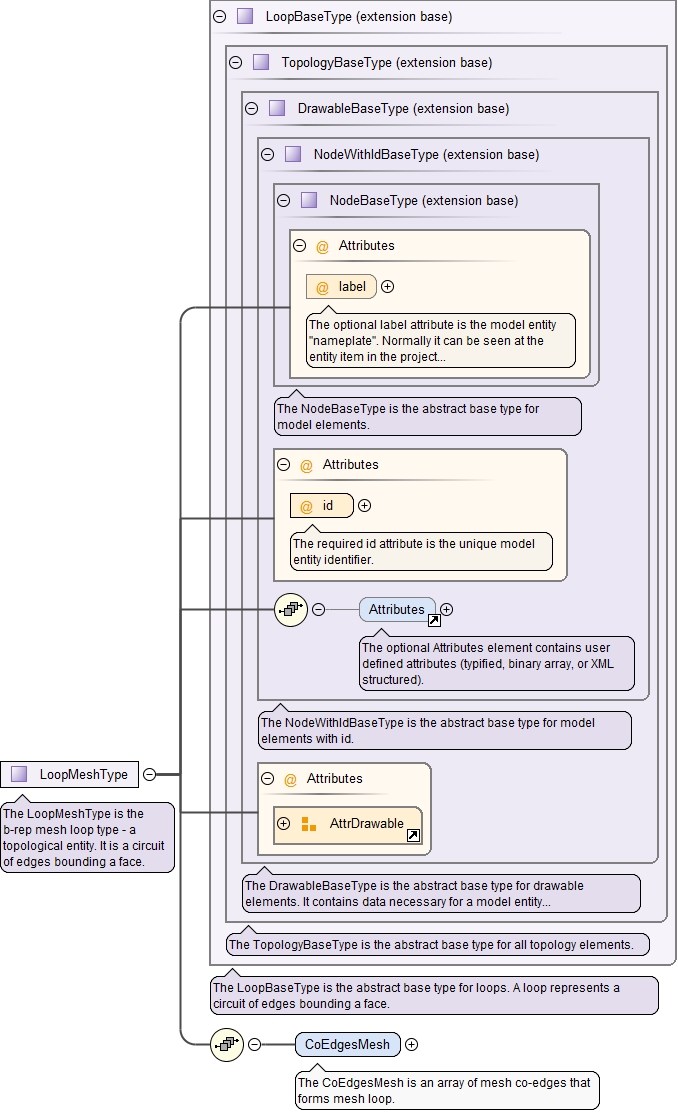 LoopBaseType (extension base)
TopologyBaseType (extension base)
DrawableBaseType (extension base)
NodeWithIdBaseType (extension base)
NodeBaseType (extension base)
@ Attributes
@ label
The optional label attribute is the model entity
"nameplate". Normally it can be seen at the
entity item in the project...
The NodeBaseType is the abstract base type for
model elements.
@ Attributes
@ id
The required id attribute is the unique model
entity identifier.
Attributes
The optional Attributes element contains user
defined attributes (typified, binary array, or XML
structured).
The NodeWithIdBaseType is the abstract base type for model
elements with id.
LoopMeshType
The LoopMeshType is the
b-rep mesh loop type - a
topological entity. It is a circuit
of edges bounding a face.
@ Attributes
AttrDrawable
The DrawableBaseType is the abstract base type for drawable
elements. It contains data necessary for a model entity...
The TopologyBaseType is the abstract base type for all topology elements.
The LoopBaseType is the abstract base type for loops. A loop represents a
circuit of edges bounding a face.
CoEdgesMesh
The CoEdgesMesh is an array of mesh co-edges that
forms mesh loop.